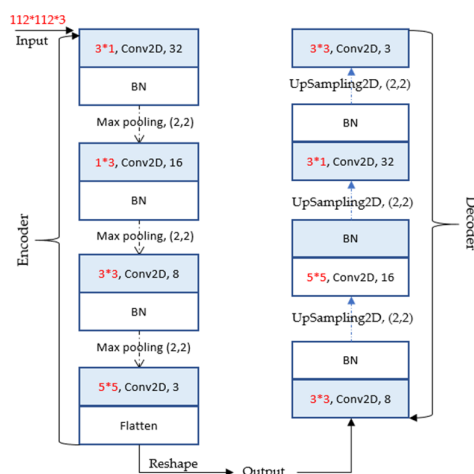 112*112*3
Input
3*1, Conv2D, 32
BN
Max pooling, (2,2)
1*3, Conv2D, 16
BN
Max pooling, (2,2)
3*3, Conv2D, 8
BN
Max pooling (2,2)
5*5, Conv2D, 3
Flatten
Encoder
Reshape
Output
3*3, Conv2D, 3
UpSampling2D, (2,2)
BN
3*1, Conv2D, 32
UpSampling2D, (2,2)
BN
5*5, Conv2D, 16
UpSampling2D, (2,2)
BN
3*3, Conv2D, 8
Decoder